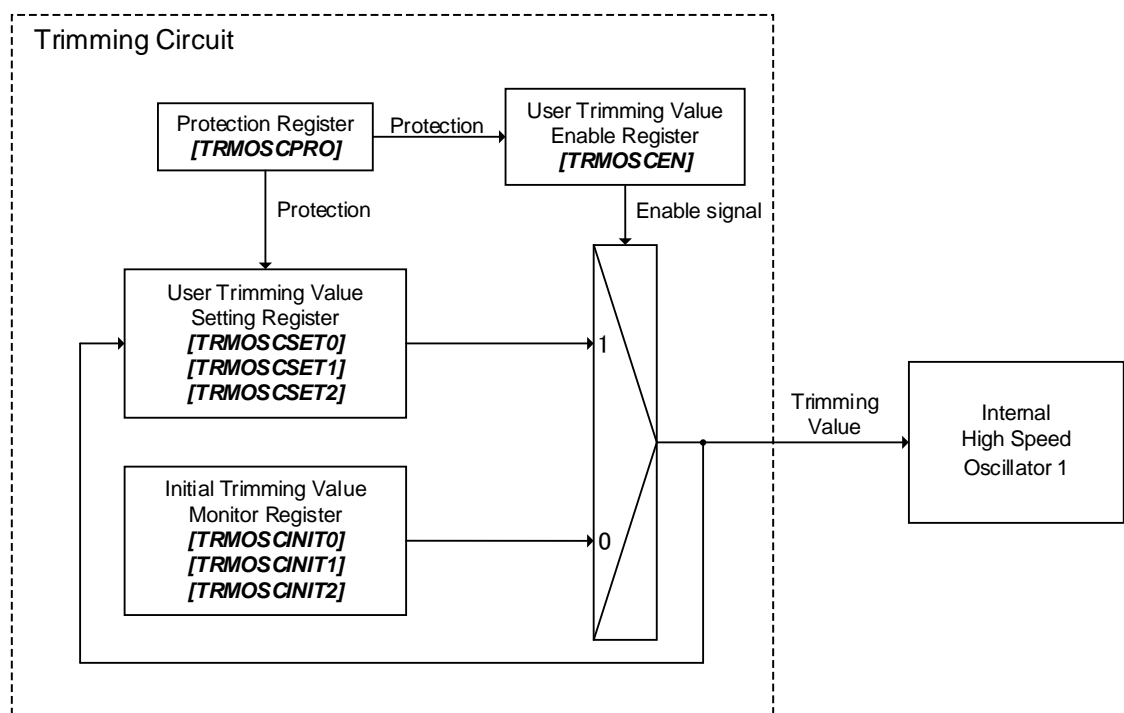 Trimming Circuit
Protection Register
[TRMOSCPRO]
Protection
User Trimming Value
Enable Register
[TRMOSCEN]
Protection
Enable signal
User Trimming Value
Setting Register
[TRMOSCSET0]
[TRMOSCSET1]
[TRMOSCSET2]
1
Trimming
Value
Internal
High Speed
Oscillator 1
Initial Trimming Value
Monitor Register
[TRMOSCINIT0]
[TRMOSCINIT1]
[TRMOSCINIT2]
0